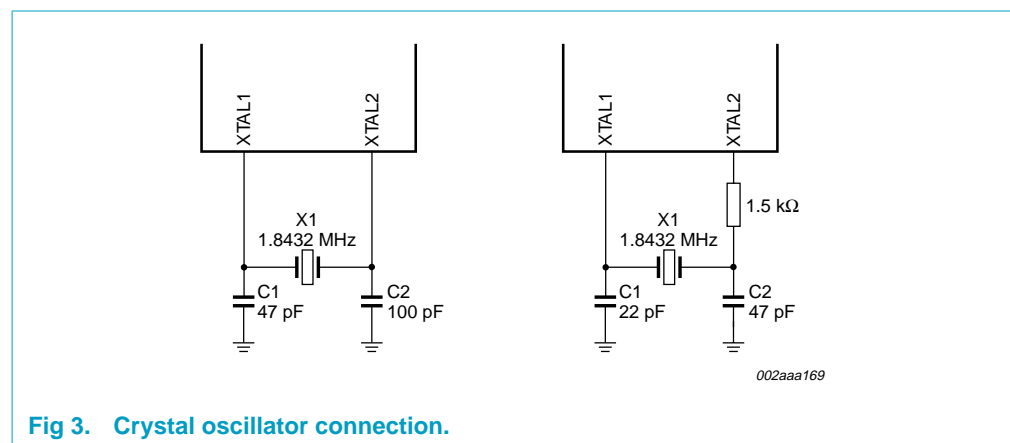 XTAL1
XTAL2
X1
1.8432 MHz
C1
47 pF
C2
100 pF
XTAL1
XTAL2
1.5 kΩ
X1
1.8432 MHz
C1
22 pF
C2
47 pF
002aaa169
Fig 3. Crystal oscillator connection.